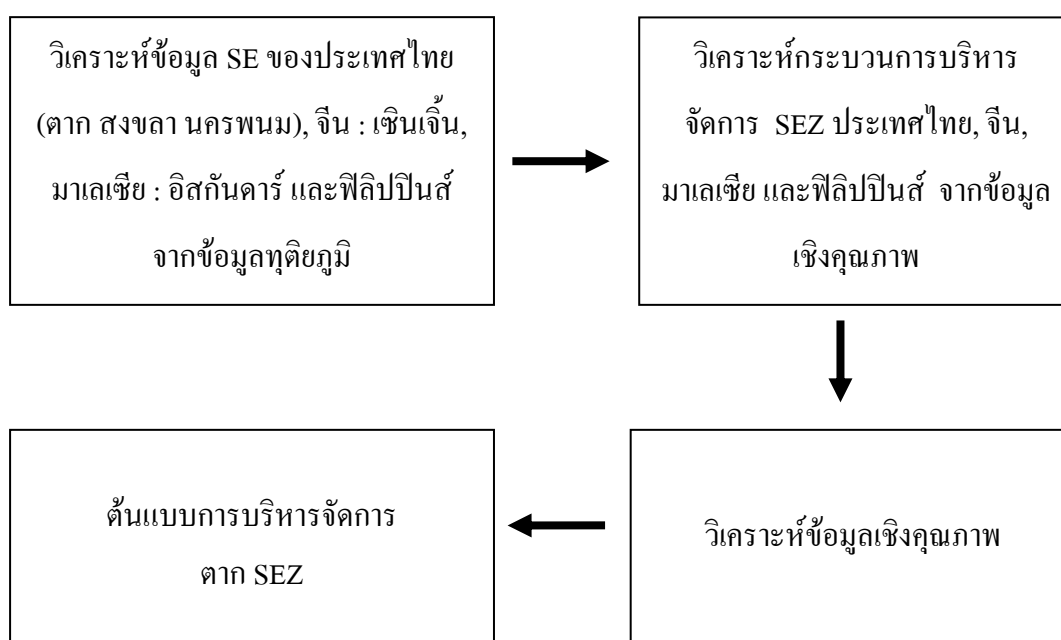 วิเคราะห์ข้อมูล SE ของประเทศไทย
(ตาก สงขลา นครพนม), จีน : เซินเจิ้น,
มาเลเซีย : อิสกันดาร์ และฟิลิปปินส์
จากข้อมูลทุติยภูมิ
วิเคราะห์กระบวนการบริหาร
จัดการ SEZ ประเทศไทย, จีน,
มาเลเซีย และฟิลิปปินส์ จากข้อมูล
เชิงคุณภาพ
วิเคราะห์ข้อมูลเชิงคุณภาพ
ต้นแบบการบริหารจัดการ
ตาก SEZ